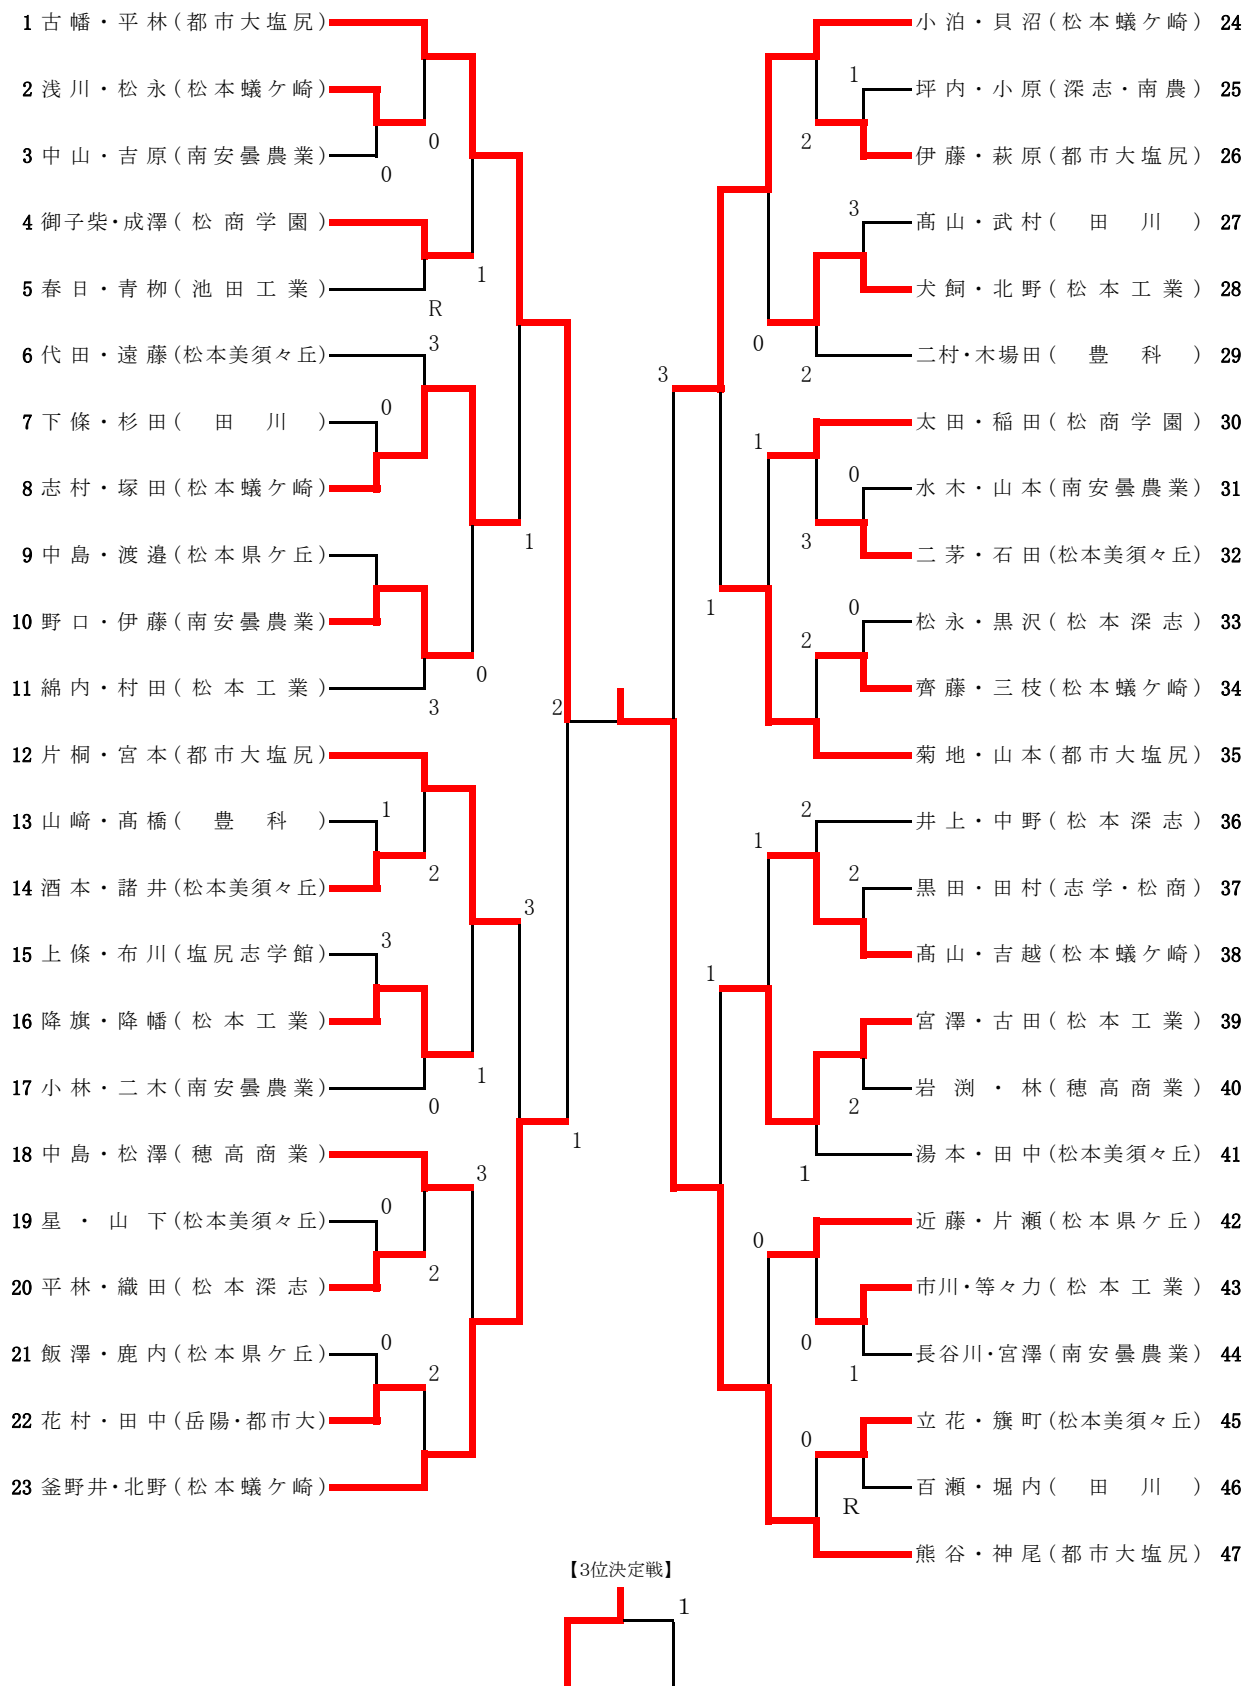 1 古幡・平林(都市大塩尻)
2 浅川・松永(松本蟻ケ崎)
0
3 中山・吉原(南安曇農業)
0
4 御子柴・成澤(松商学園)
1
5 春日・青栁(池田工業)
R
3
6 代田・遠藤(松本美須々丘)
0
7 下條・杉田(田川)
8 志村・塚田(松本蟻ケ崎)
1
9 中島・渡邉(松本県ケ丘)
10 野口・伊藤(南安曇農業)
0
11 綿内・村田(松本工業)
3
2
12 片桐・宮本(都市大塩尻)
1
13 山﨑・髙橋(豊科)
2
14 酒本・諸井(松本美須々丘)
3
3
15 上條・布川(塩尻志学館)
16 降旗・降幡(松本工業)
1
17 小林・二木(南安曇農業)
0
1
18 中島・松澤(穂高商業)
3
0
19 星・山下(松本美須々丘)
2
20 平林・織田(松本深志)
0
21 飯澤・鹿内(松本県ケ丘)
2
22 花村・田中(岳陽・都市大)
23 釜野井・北野(松本蟻ケ崎)
小泊・貝沼(松本蟻ケ崎) 24
1
坪内・小原(深志・南農) 25
2
伊藤・萩原(都市大塩尻) 26
3
髙山・武村(田川) 27
犬飼・北野(松本工業) 28
0
二村・木場田(豊科) 29
2
3
太田・稲田(松商学園) 30
1
0
水木・山本(南安曇農業) 31
3
二茅・石田(松本美須々丘) 32
1
0
松永・黒沢(松本深志) 33
2
齊藤・三枝(松本蟻ケ崎) 34
菊地・山本(都市大塩尻) 35
2
井上・中野(松本深志) 36
1
2
黒田・田村(志学・松商) 37
髙山・吉越(松本蟻ケ崎) 38
1
宮澤・古田(松本工業) 39
岩渕・林(穂高商業) 40
2
湯本・田中(松本美須々丘) 41
1
近藤・片瀬(松本県ケ丘) 42
0
市川・等々力(松本工業) 43
0
長谷川・宮澤(南安曇農業) 44
1
立花・籏町(松本美須々丘) 45
0
百瀬・堀内(田川) 46
R
熊谷・神尾(都市大塩尻) 47
【3位決定戦】
1